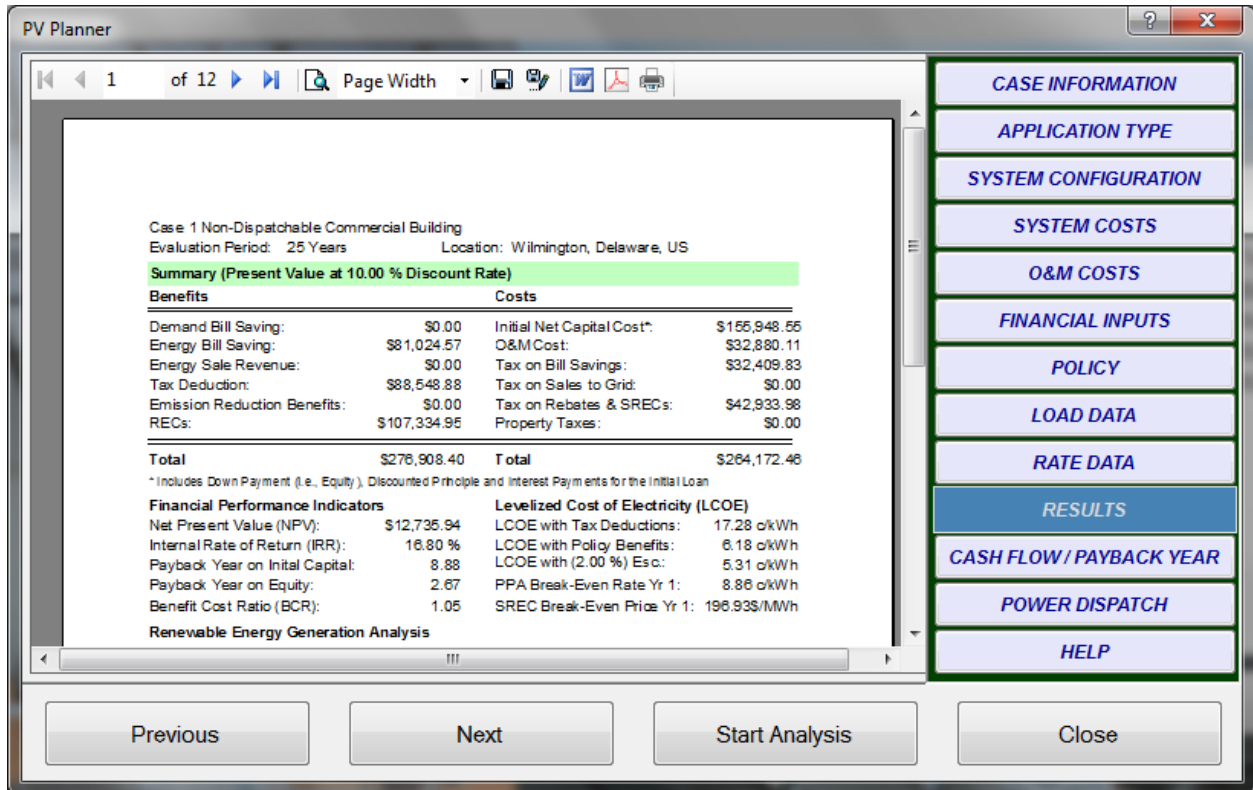 PV Planner
1 of 12 Page Width
Case 1 Non-Dispatchable Commercial Building
Evaluation Period: 25 Years Location: Wilmington, Delaware, US
Summary (Present Value at 10.00 % Discount Rate)
Benefits Costs
Demand Bill Saving: $0.00 Initial Net Capital Cost*: $155,948.55
Energy Bill Saving: $81,024.57 O&M Cost: $32,880.11
Energy Sale Revenue: $0.00 Tax on Bill Savings: $32,409.83
Tax Deduction: $88,548.88 Tax on Sales to Grid: $0.00
Emission Reduction Benefits: $0.00 Tax on Rebates & SRECs: $42,933.98
RECs: $107,334.95 Property Taxes: $0.00
Total $276,908.40 Total $264,172.46
* Includes Down Payment (i.e., Equity), Discounted Principle and Interest Payments for the Initial Loan
Financial Performance Indicators Levelized Cost of Electricity (LCOE)
Net Present Value (NPV): $12,735.94 LCOE with Tax Deductions: 17.28 c/kWh
Internal Rate of Return (IRR): 16.80 % LCOE with Policy Benefits: 6.18 c/kWh
Payback Year on Inital Capital: 8.88 LCOE with (2.00 %) Esc.: 5.31 c/kWh
Payback Year on Equity: 2.67 PPA Break-Even Rate Yr 1: 8.86 c/kWh
Benefit Cost Ratio (BCR): 1.05 SREC Break-Even Price Yr 1: 196.93$/MWh
Renewable Energy Generation Analysis
CASE INFORMATION
APPLICATION TYPE
SYSTEM CONFIGURATION
SYSTEM COSTS
O&M COSTS
FINANCIAL INPUTS
POLICY
LOAD DATA
RATE DATA
RESULTS
CASH FLOW / PAYBACK YEAR
POWER DISPATCH
HELP
Previous Next Start Analysis Close